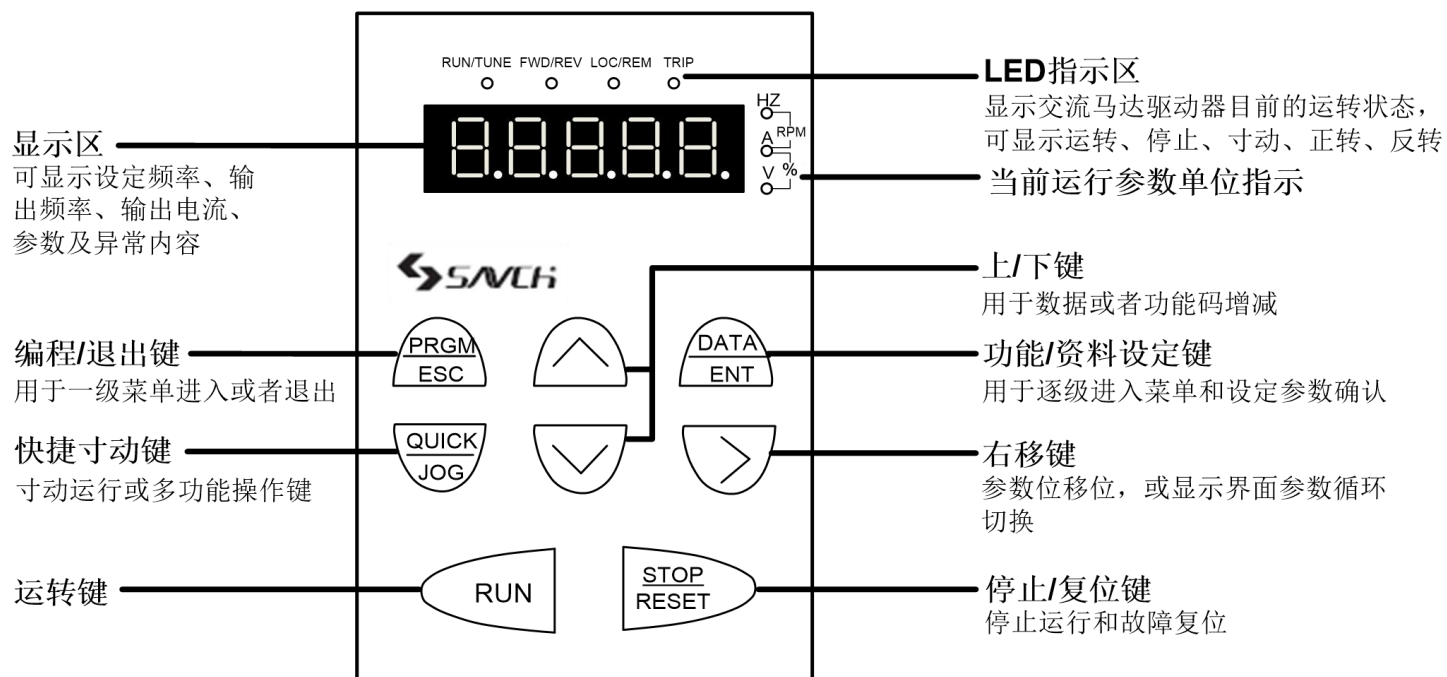 RUN/TUNE FWD/REV LOC/REM TRIP
HZ
A
RPM
V
%
8.8.8.8.8.
显示区
可显示设定频率、输
出频率、输出电流、
参数及异常内容
LED指示区
显示交流马达驱动器目前的运转状态，
可显示运转、停止、寸动、正转、反转
当前运行参数单位指示
SAVCH
上/下键
用于数据或者功能码增减
编程/退出键
用于一级菜单进入或者退出
PRGM
ESC
DATA
ENT
功能/资料设定键
用于逐级进入菜单和设定参数确认
快捷寸动键
寸动运行或多功能操作键
QUICK
JOG
右移键
参数位移位，或显示界面参数循环
切换
运转键
RUN
STOP
RESET
停止/复位键
停止运行和故障复位